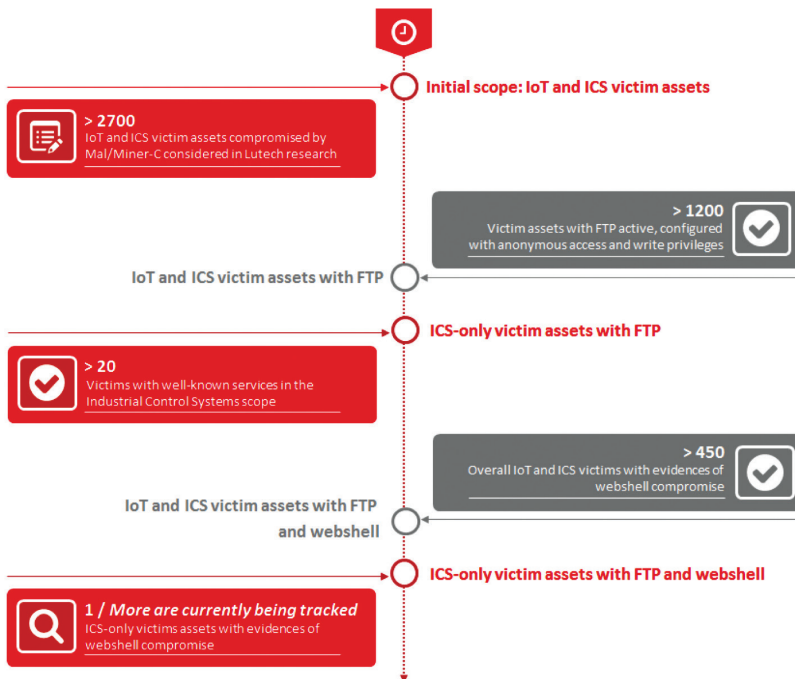 Initial scope: IoT and ICS victim assets
> 2700
IoT and ICS victim assets compromised by
Mal/Miner-C considered in Lutech research
> 1200
Victim assets with FTP active, configured
with anonymous access and write privileges
IoT and ICS victim assets with FTP
ICS-only victim assets with FTP
> 20
Victims with well-known services in the
Industrial Control Systems scope
> 450
Overall IoT and ICS victims with evidences of
webshell compromise
IoT and ICS victim assets with FTP
and webshell
ICS-only victim assets with FTP and webshell
1 / More are currently being tracked
ICS-only victims assets with evidences of
webshell compromise